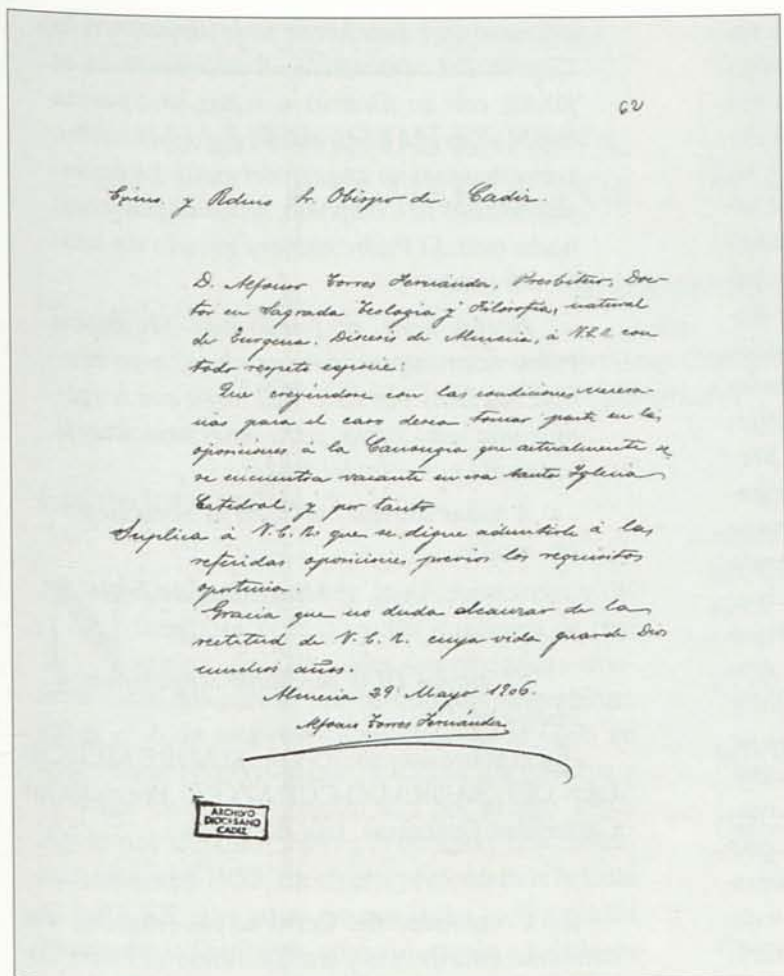 62
Exmo. y Rdmo Sr. Obispo de Cadiz.
D. Alfonso Torres Fernández, Presbítero, Doc-
tor en Sagrada Teología y Filosofía, natural
de Zurgena. Diócesis de Almería, á V.E.R. con
todo respeto expone:
Que creyéndose con las condiciones necesa-
rias para el caso desea tomar parte en las
oposiciones á la Canongia que actualmente se
se encuentra vacante en esa Santa Iglesia
Catedral, y por tanto
Suplica á V.E.R. que se digne admitirle á las
referidas oposiciones previos los requisitos
oportunos
Gracia que no duda alcanzar de la
rectitud de V.E.R. cuya vida guarde Dios
muchos años.
Almeria 29 Mayo 1906.
Alfonso Torres Fernández
ARCHIVO
DIOCESANO
CADIZ